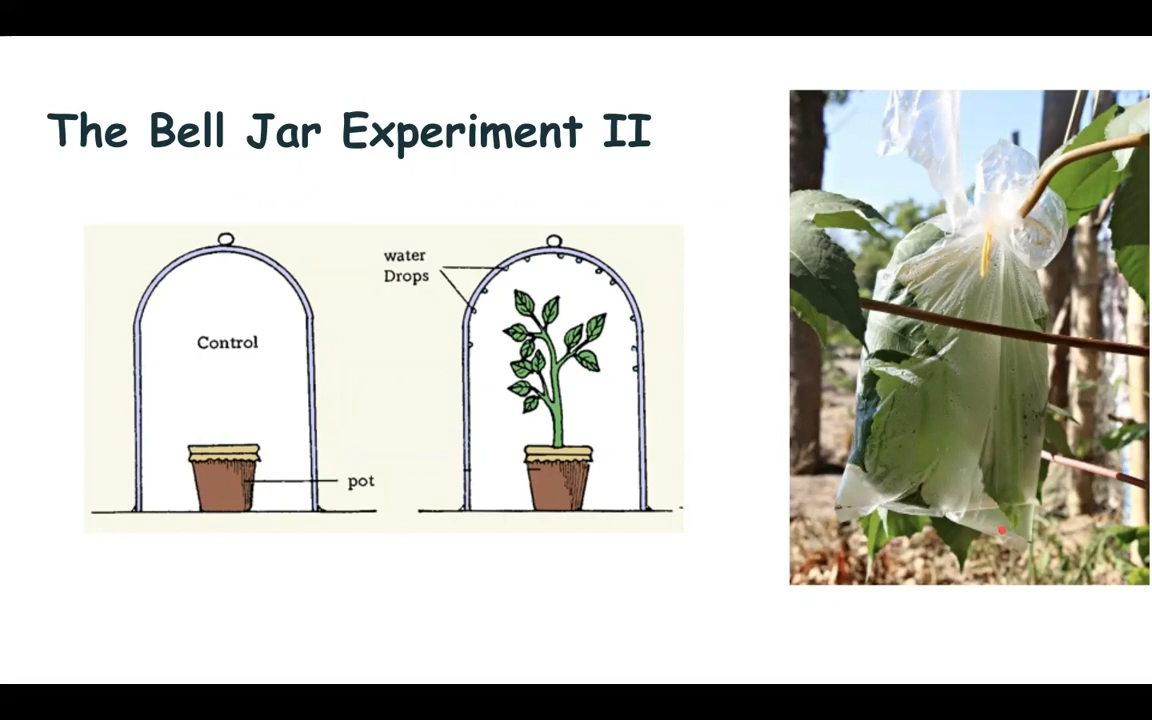 The Bell Jar Experiment II
Control
pot
water
Drops